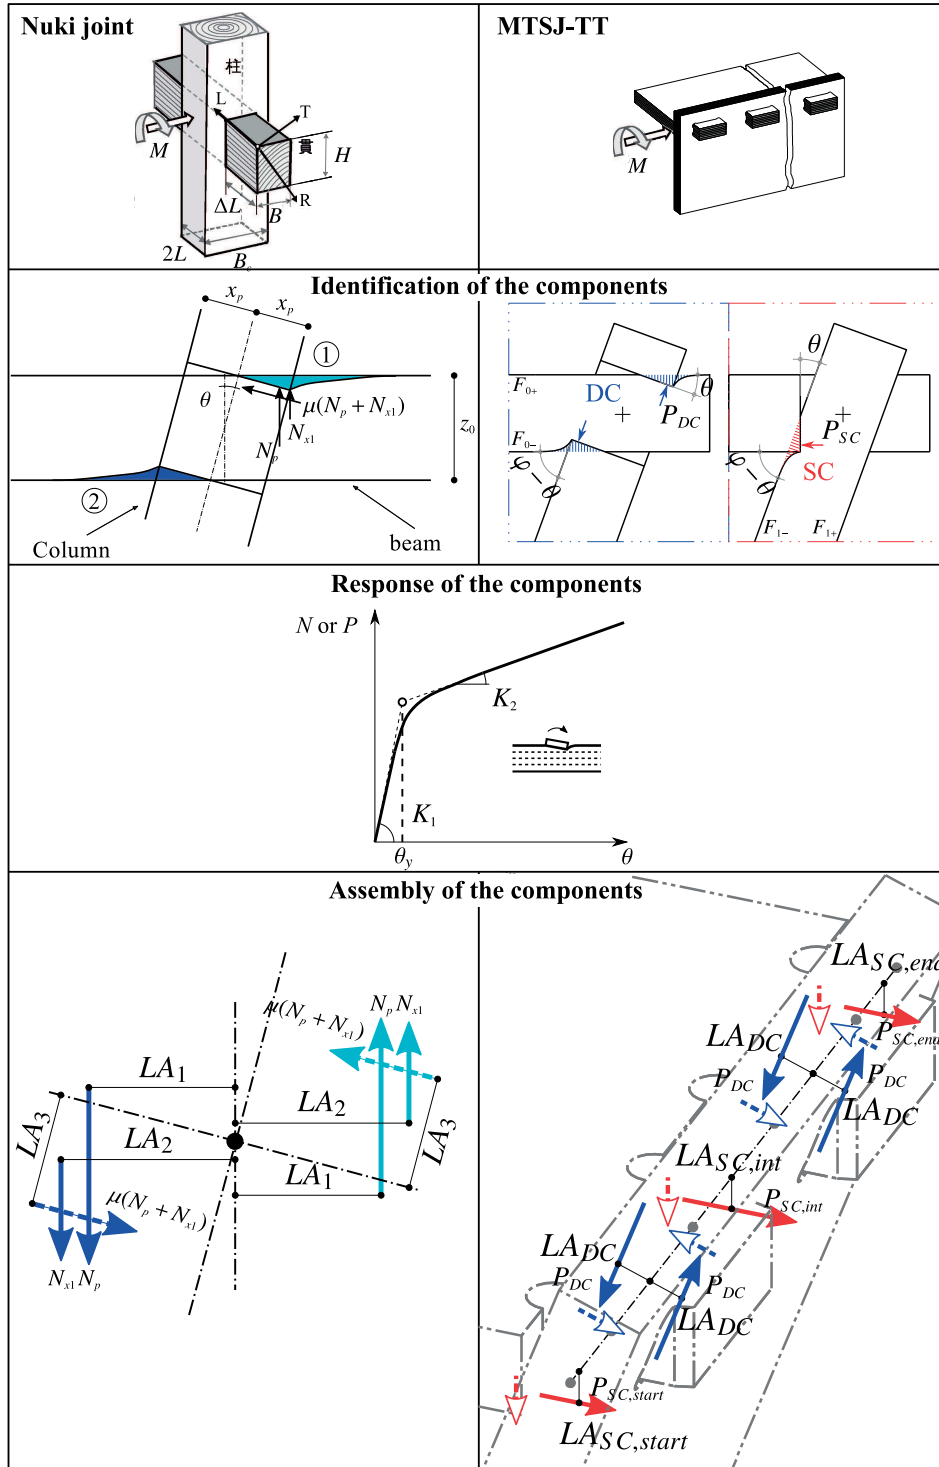 Nuki joint
柱
L
T
貫
H
M
R
ΔL
B
2L
B_c
MTSJ-TT
M
Identification of the components
x_p
x_p
①
θ
μ(N_p + N_x1)
N_x1
N_p
z_0
②
Column
beam
F_0+
DC
P_DC
θ
F_0−
φ−θ
θ
P_SC
SC
φ−θ
F_1−
F_1+
Response of the components
N or P
K_2
K_1
θ_y
θ
Assembly of the components
N_p N_x1
μ(N_p + N_x1)
LA_1
LA_2
LA_3
LA_3
LA_2
LA_1
μ(N_p + N_x1)
N_x1 N_p
LA_SC,end
P_SC,end
LA_DC
P_DC
P_DC
LA_DC
LA_SC,int
P_SC,int
LA_DC
P_DC
P_DC
LA_DC
P_SC,start
LA_SC,start